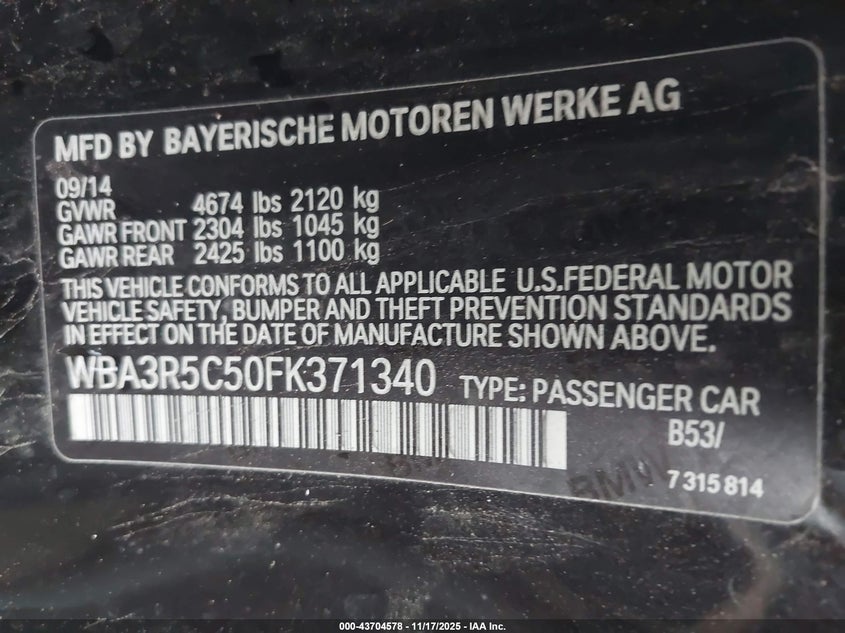 MFD BY BAYERISCHE MOTOREN WERKE AG
09/14
GVWR 4674 lbs 2120 kg
GAWR FRONT 2304 lbs 1045 kg
GAWR REAR 2425 lbs 1100 kg
THIS VEHICLE CONFORMS TO ALL APPLICABLE U.S.FEDERAL MOTOR
VEHICLE SAFETY, BUMPER AND THEFT PREVENTION STANDARDS
IN EFFECT ON THE DATE OF MANUFACTURE SHOWN ABOVE.
WBA3R5C50FK371340 TYPE: PASSENGER CAR
B53/
BMW
7 315 814
000-43704578 - 11/17/2025 - IAA Inc.